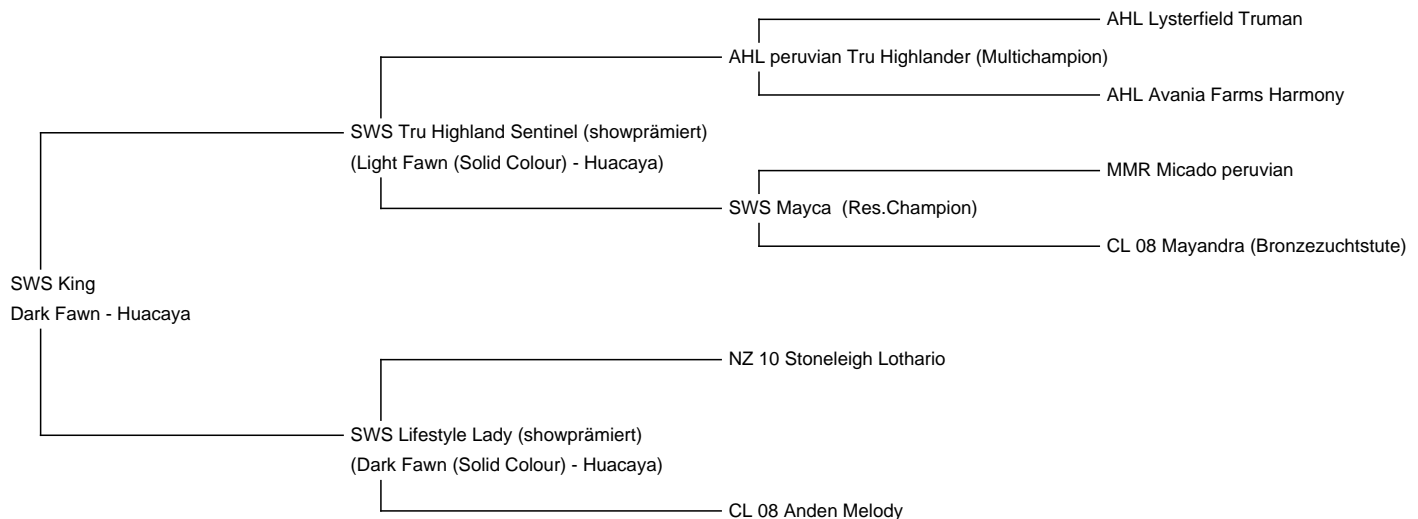 AHL Lysterfield Truman
AHL peruvian Tru Highlander (Multichampion)
AHL Avania Farms Harmony
SWS Tru Highland Sentinel (showprämiert)
(Light Fawn (Solid Colour) - Huacaya)
MMR Micado peruvian
SWS Mayca  (Res.Champion)
CL 08 Mayandra (Bronzezuchtstute)
SWS King
Dark Fawn - Huacaya
NZ 10 Stoneleigh Lothario
SWS Lifestyle Lady (showprämiert)
(Dark Fawn (Solid Colour) - Huacaya)
CL 08 Anden Melody